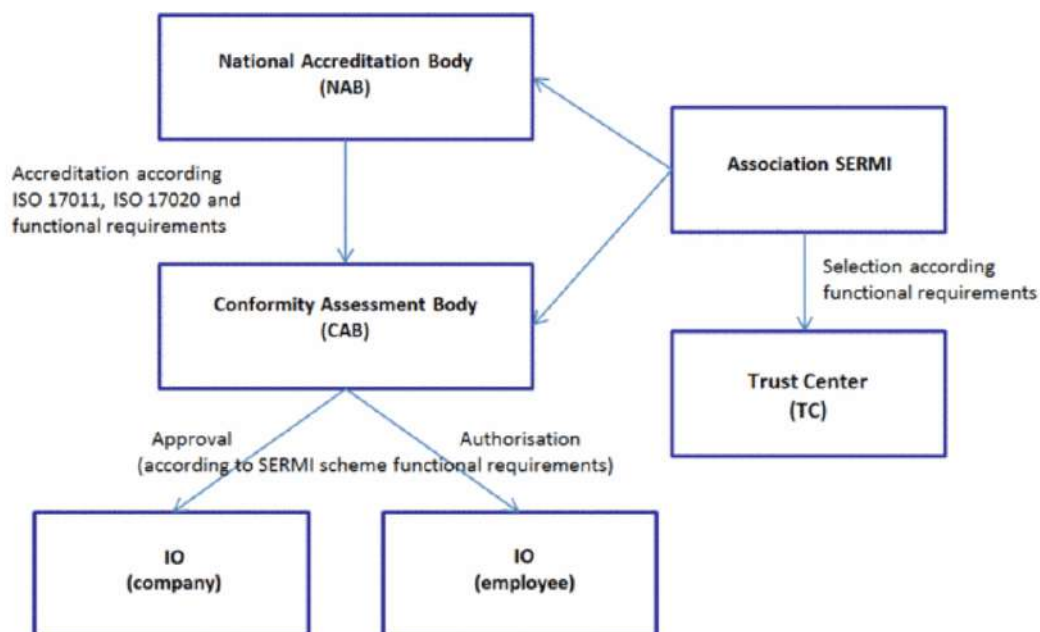 National Accreditation Body
(NAB)
Association SERMI
Accreditation according
ISO 17011, ISO 17020 and
functional requirements
Selection according
functional requirements
Conformity Assessment Body
(CAB)
Trust Center
(TC)
Approval
Authorisation
(according to SERMI scheme functional requirements)
IO
(company)
IO
(employee)